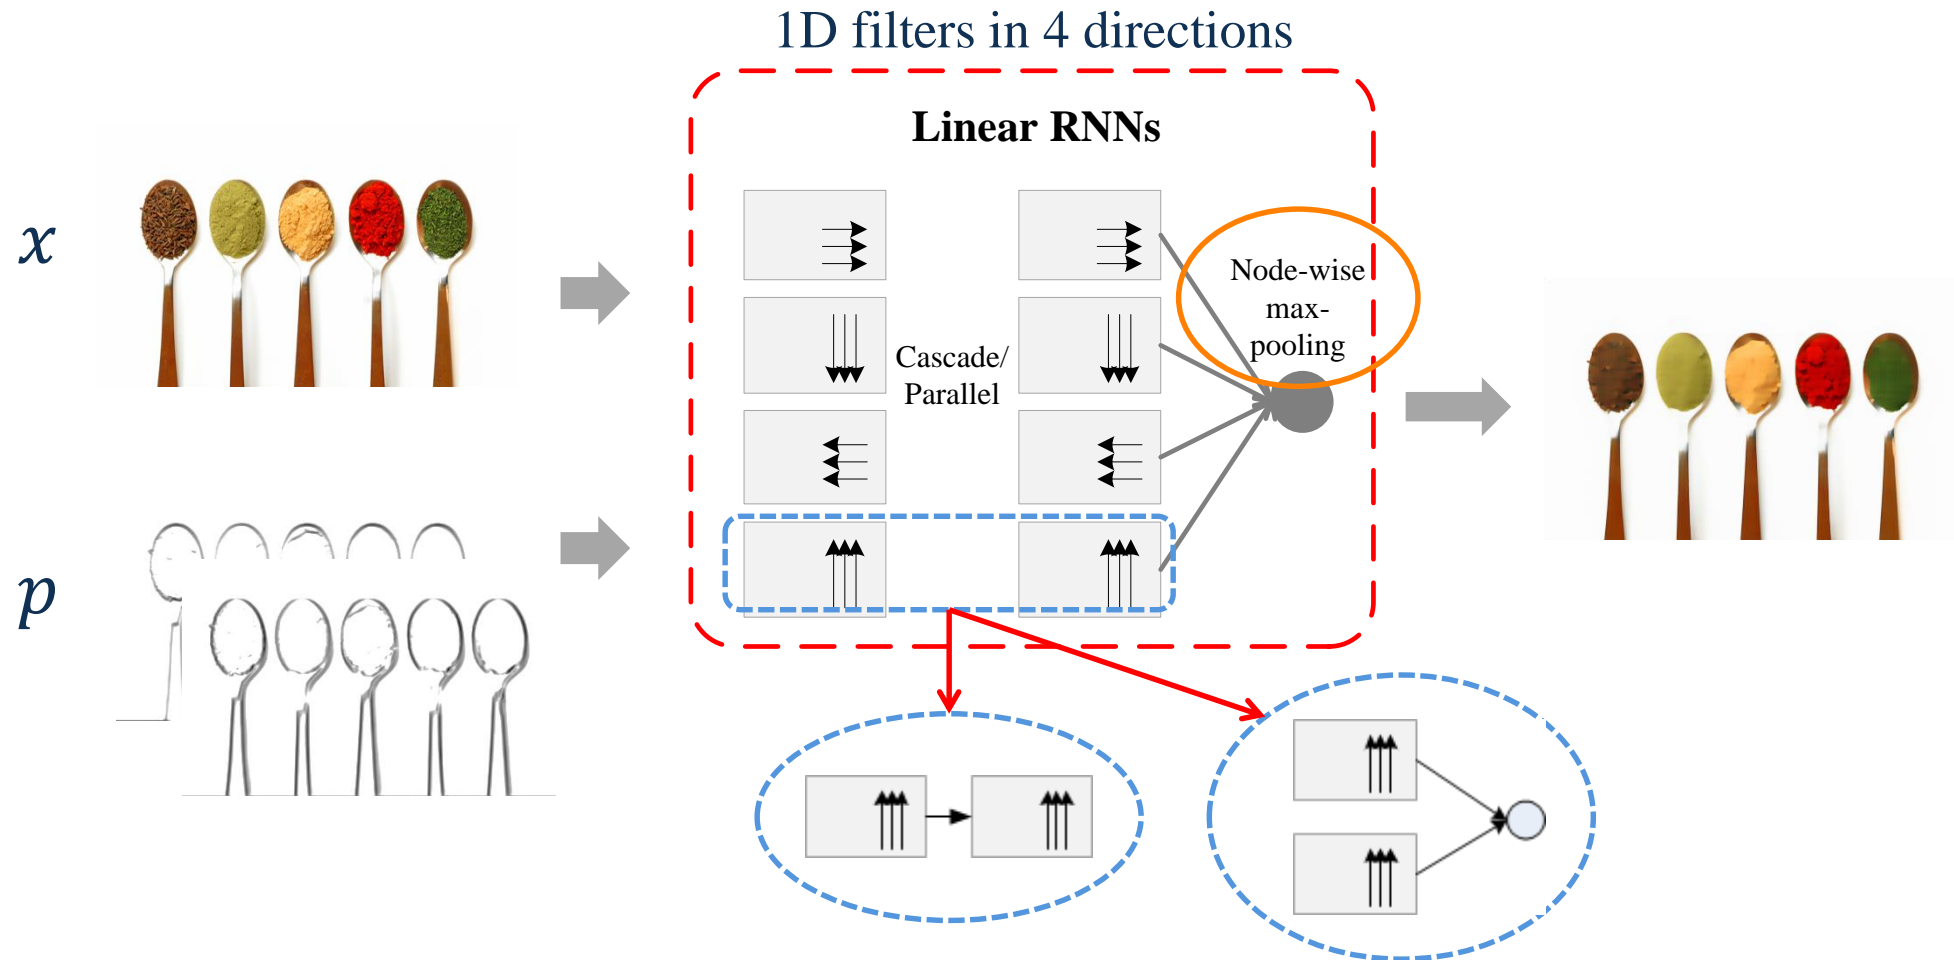 1D filters in 4 directions
Linear RNNs
x
Node-wise
max-
pooling
Cascade/
Parallel
p